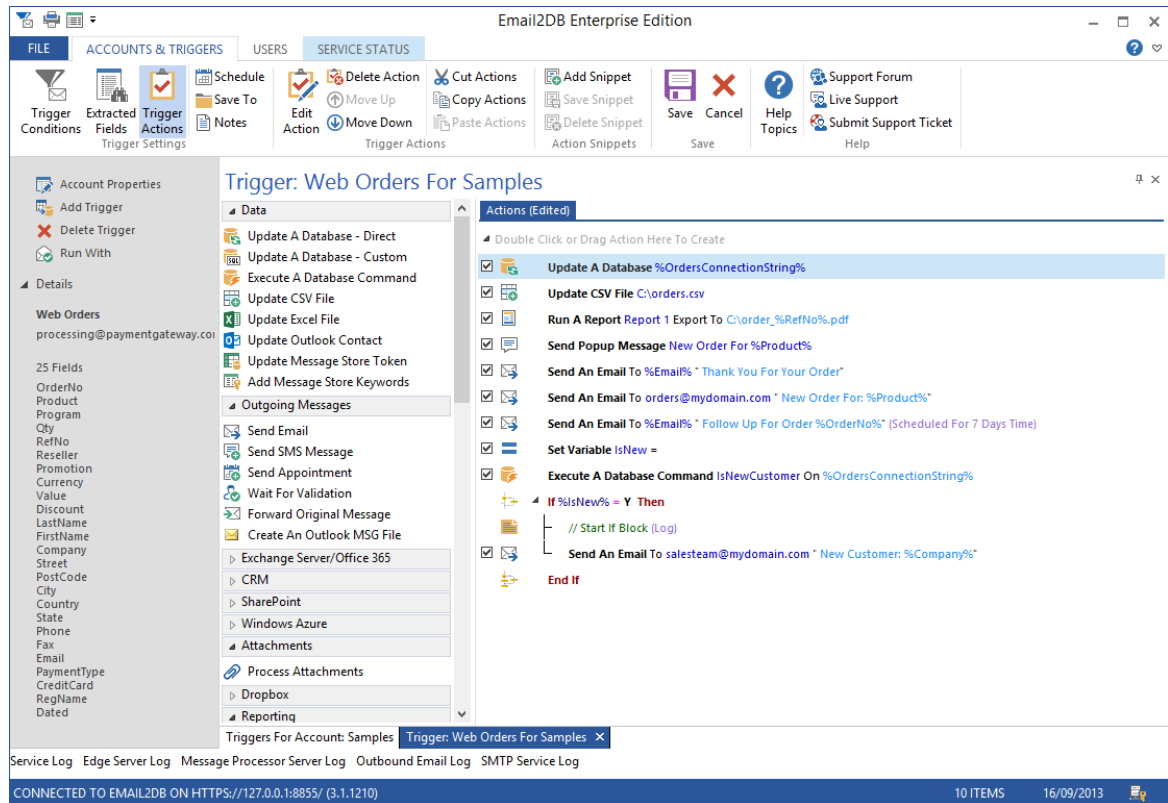 Email2DB Enterprise Edition
FILE ACCOUNTS & TRIGGERS USERS SERVICE STATUS
Trigger Conditions
Extracted Fields
Trigger Actions
Schedule
Save To
Notes
Trigger Settings
Edit Action
Delete Action
Move Up
Move Down
Cut Actions
Copy Actions
Paste Actions
Trigger Actions
Add Snippet
Save Snippet
Delete Snippet
Action Snippets
Save
Cancel
Save
Help Topics
Support Forum
Live Support
Submit Support Ticket
Help
Account Properties
Add Trigger
Delete Trigger
Run With
Details
Web Orders
processing@paymentgateway.co
25 Fields
OrderNo
Product
Program
Qty
RefNo
Reseller
Promotion
Currency
Value
Discount
LastName
FirstName
Company
Street
PostCode
City
Country
State
Phone
Fax
Email
PaymentType
CreditCard
RegName
Dated
Trigger: Web Orders For Samples
Data
Update A Database - Direct
SQL
Update A Database - Custom
Execute A Database Command
Update CSV File
Update Excel File
Update Outlook Contact
Update Message Store Token
Add Message Store Keywords
Outgoing Messages
Send Email
Send SMS Message
Send Appointment
Wait For Validation
Forward Original Message
Create An Outlook MSG File
Exchange Server/Office 365
CRM
SharePoint
Windows Azure
Attachments
Process Attachments
Dropbox
Reporting
Actions (Edited)
Double Click or Drag Action Here To Create
Update A Database %OrdersConnectionString%
Update CSV File C:\orders.csv
Run A Report Report 1 Export To C:\order_%RefNo%.pdf
Send Popup Message New Order For %Product%
Send An Email To %Email% " Thank You For Your Order"
Send An Email To orders@mydomain.com " New Order For: %Product%"
Send An Email To %Email% " Follow Up For Order %OrderNo%" (Scheduled For 7 Days Time)
Set Variable IsNew =
Execute A Database Command IsNewCustomer On %OrdersConnectionString%
If %IsNew% = Y Then
// Start If Block (Log)
Send An Email To salesteam@mydomain.com " New Customer: %Company%"
End If
Triggers For Account: Samples Trigger: Web Orders For Samples
Service Log Edge Server Log Message Processor Server Log Outbound Email Log SMTP Service Log
CONNECTED TO EMAIL2DB ON HTTPS://127.0.0.1:8855/ (3.1.1210) 10 ITEMS 16/09/2013